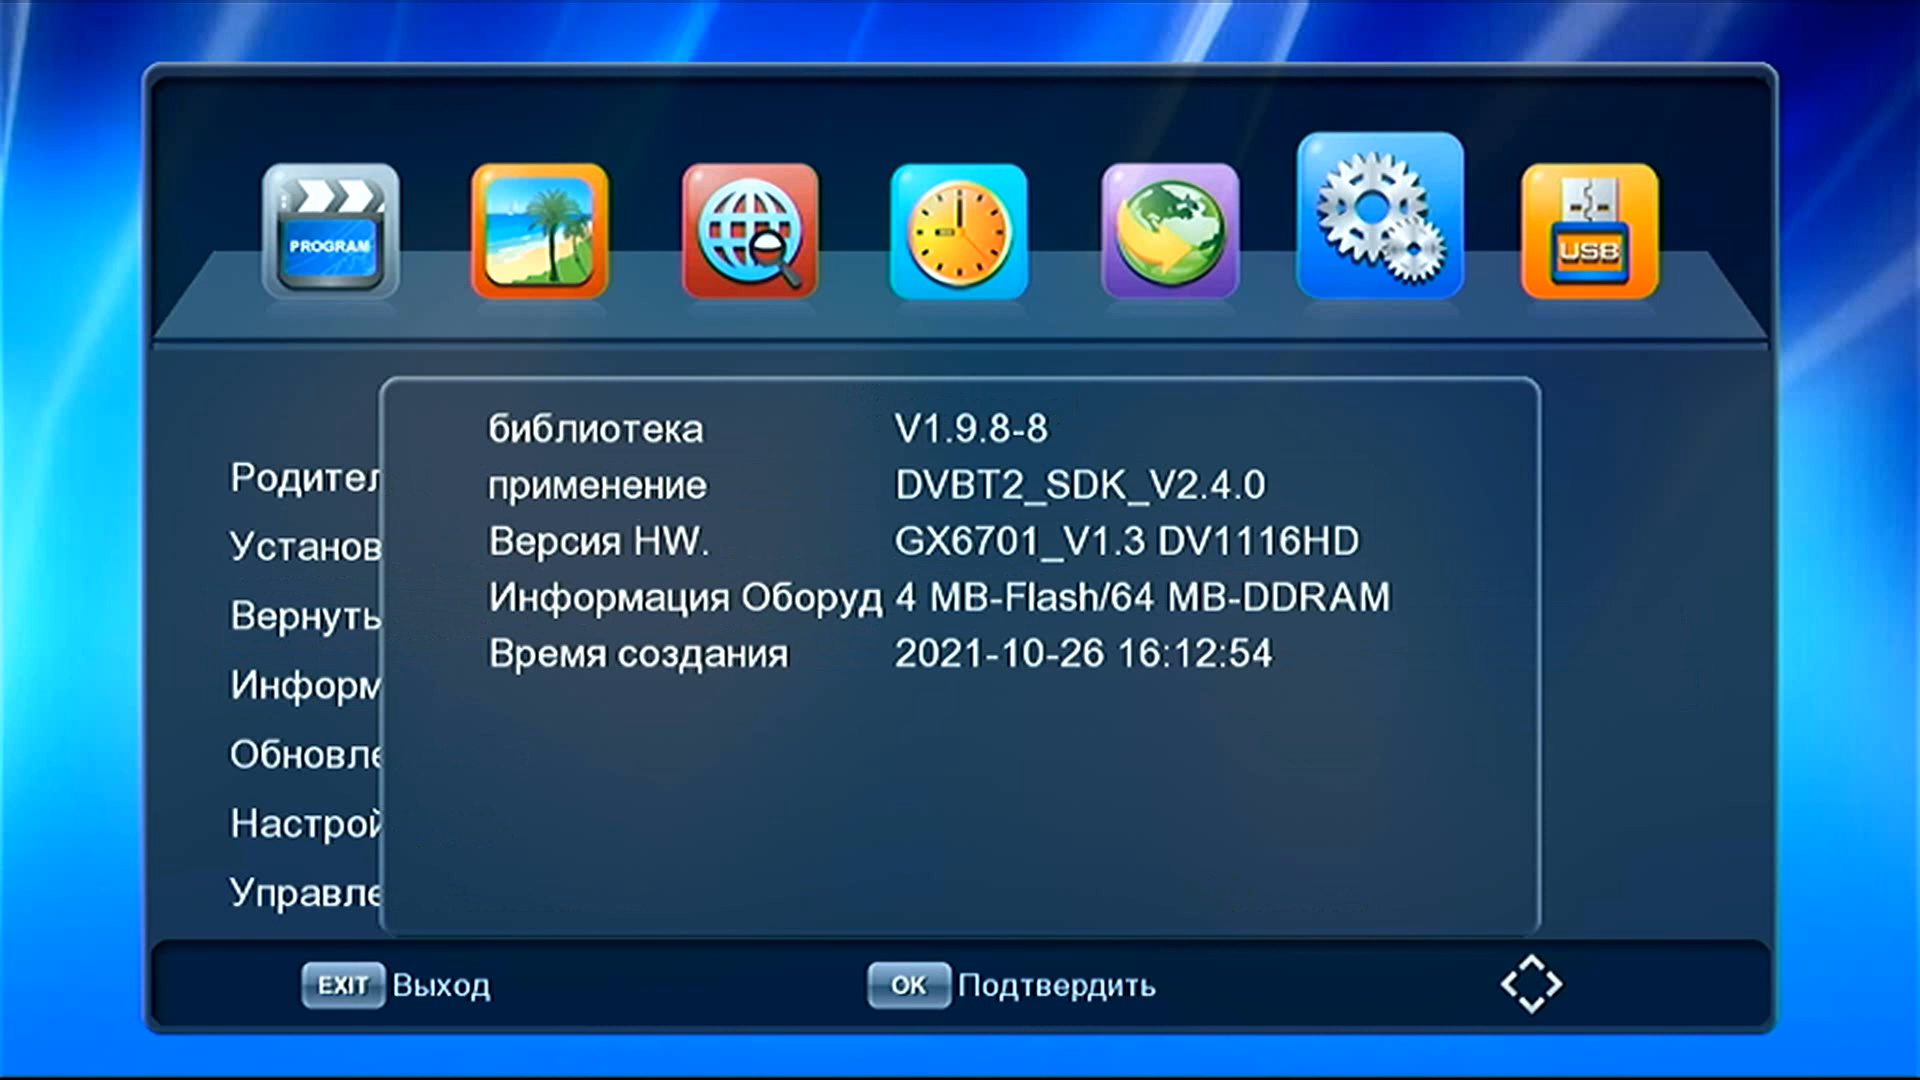 PROGRAM
USB
библиотека V1.9.8-8
применение DVBT2_SDK_V2.4.0
Версия HW. GX6701_V1.3 DV1116HD
Информация Оборуд 4 MB-Flash/64 MB-DDRAM
Время создания 2021-10-26 16:12:54
Родител
Установ
Вернуть
Информ
Обновле
Настрой
Управле
EXIT Выход
OK Подтвердить